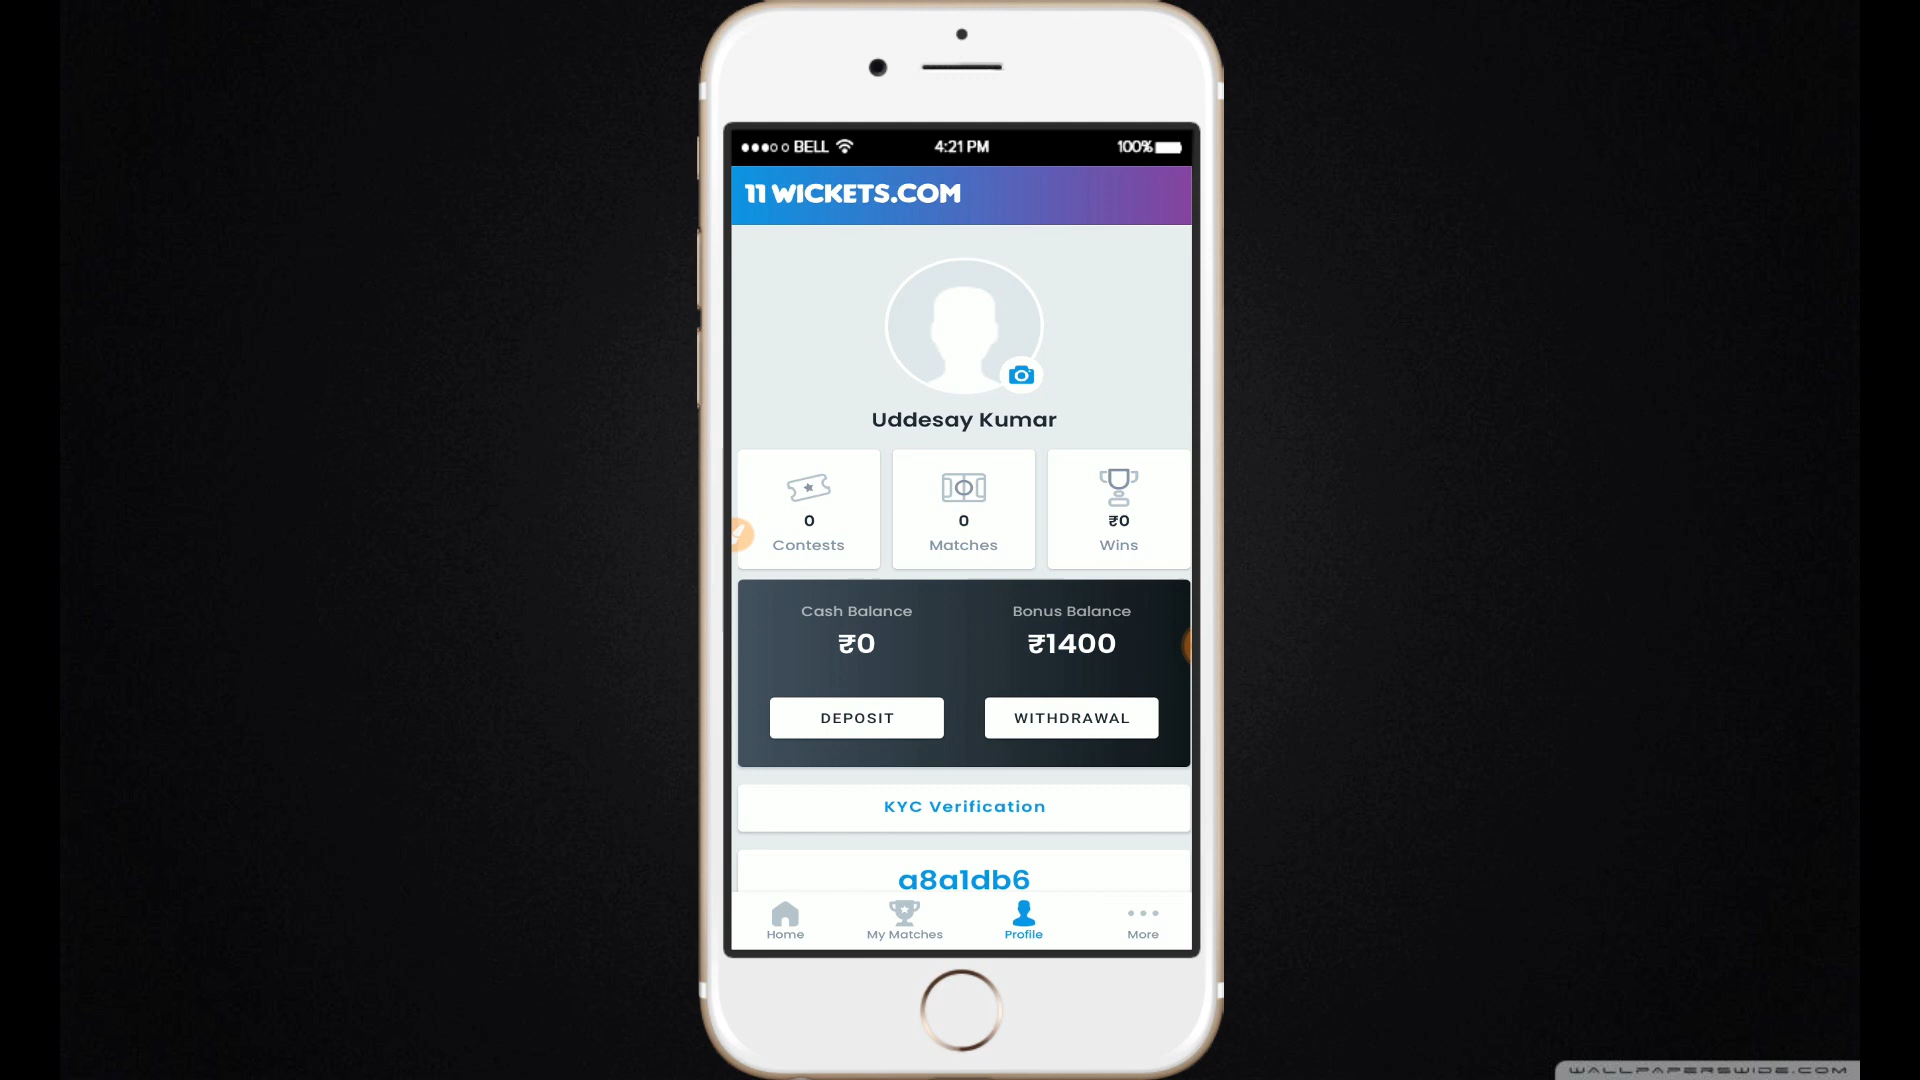 BELL 4:21 PM 100%
11 WICKETS.COM
Uddesay Kumar
0 0 ₹0
Contests Matches Wins
Cash Balance Bonus Balance
₹0 ₹1400
DEPOSIT WITHDRAWAL
KYC Verification
a8a1db6
Home My Matches Profile More
WALLPAPERSWIDE.COM